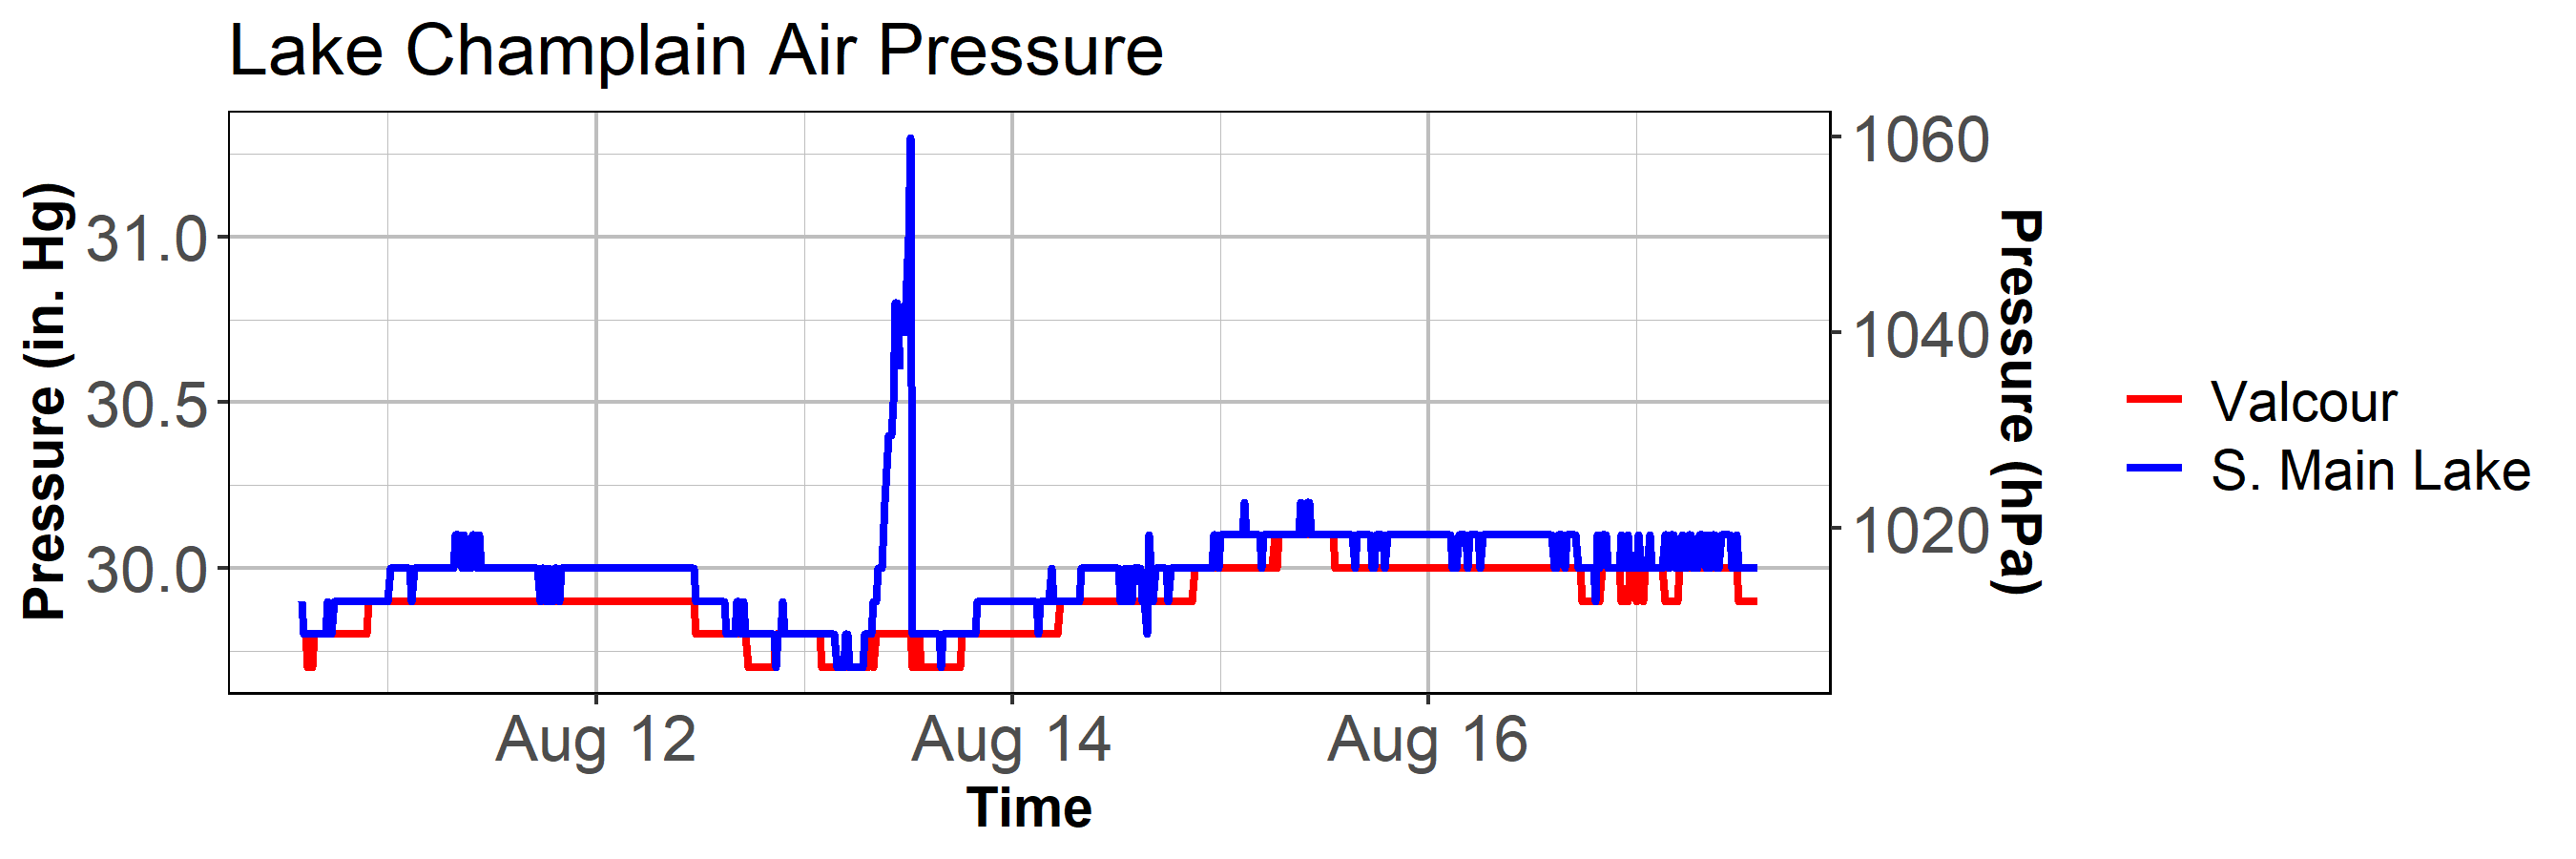 Lake Champlain Air Pressure
Pressure (in. Hg)
31.0
30.5
30.0
1060
1040
1020
Pressure (hPa)
Aug 12
Aug 14
Aug 16
Time
Valcour
S. Main Lake